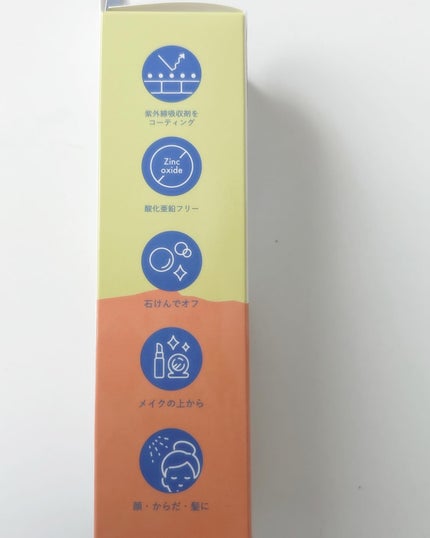 紫外線吸収剤を
コーティング
Zinc
oxide
酸化亜鉛フリー
石けんでオフ
メイクの上から
顔・からだ・髪に